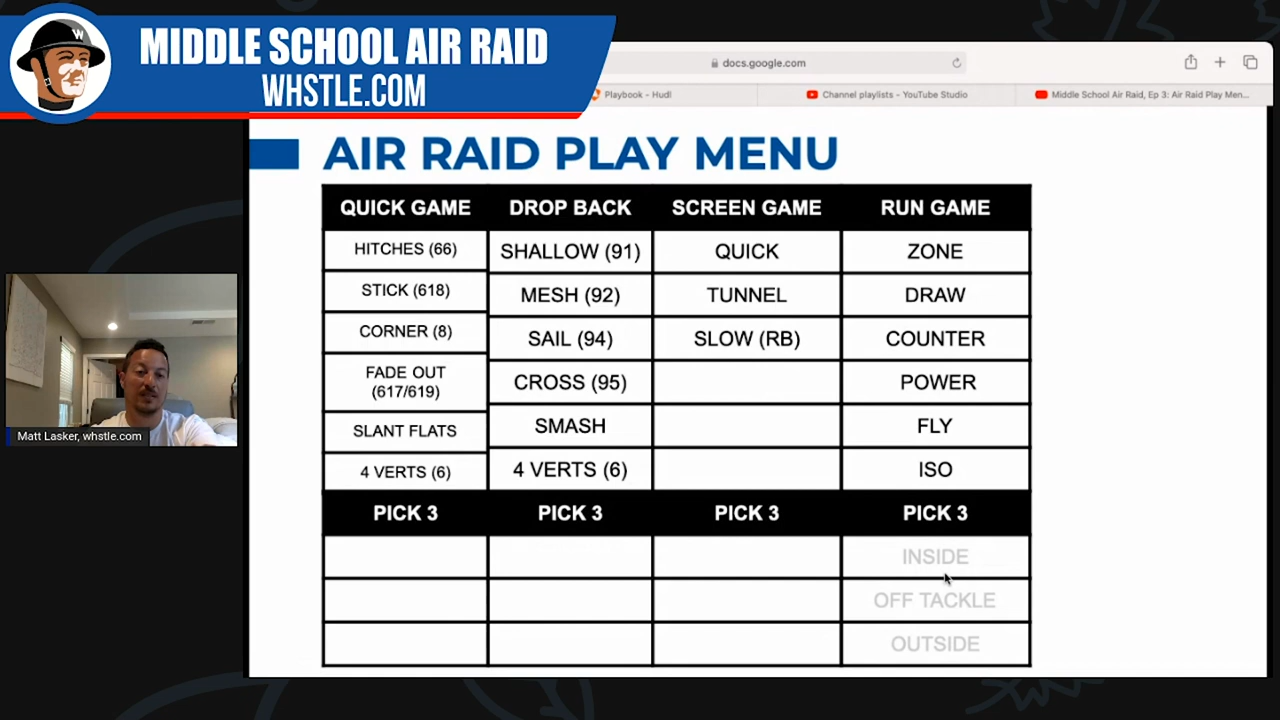 W
MIDDLE SCHOOL AIR RAID
WHSTLE.COM
docs.google.com
Playbook - Hudl
Channel playlists - YouTube Studio
Middle School Air Raid, Ep 3: Air Raid Play Men...
AIR RAID PLAY MENU
QUICK GAME DROP BACK SCREEN GAME RUN GAME
HITCHES (66) SHALLOW (91) QUICK ZONE
STICK (618) MESH (92) TUNNEL DRAW
CORNER (8) SAIL (94) SLOW (RB) COUNTER
FADE OUT
(617/619) CROSS (95) POWER
SLANT FLATS SMASH FLY
4 VERTS (6) 4 VERTS (6) ISO
PICK 3 PICK 3 PICK 3 PICK 3
INSIDE
OFF TACKLE
OUTSIDE
Matt Lasker, whstle.com